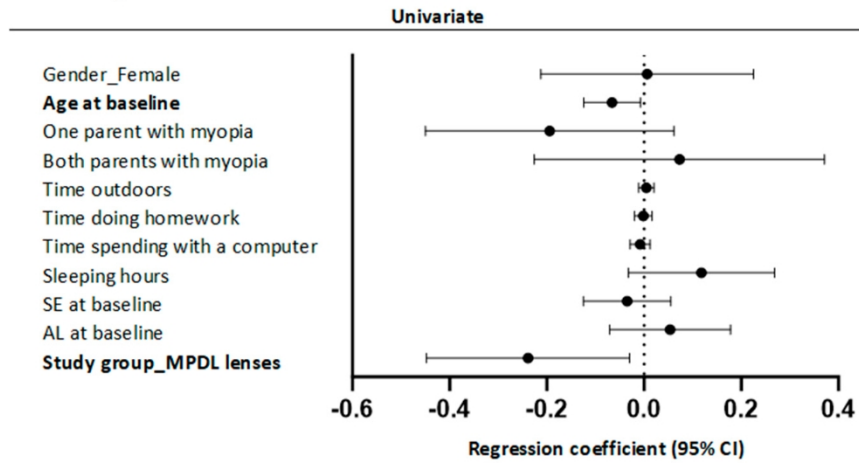 Univariate
Gender_Female
Age at baseline
One parent with myopia
Both parents with myopia
Time outdoors
Time doing homework
Time spending with a computer
Sleeping hours
SE at baseline
AL at baseline
Study group_MPDL lenses
-0.6 -0.4 -0.2 0.0 0.2 0.4
Regression coefficient (95% CI)